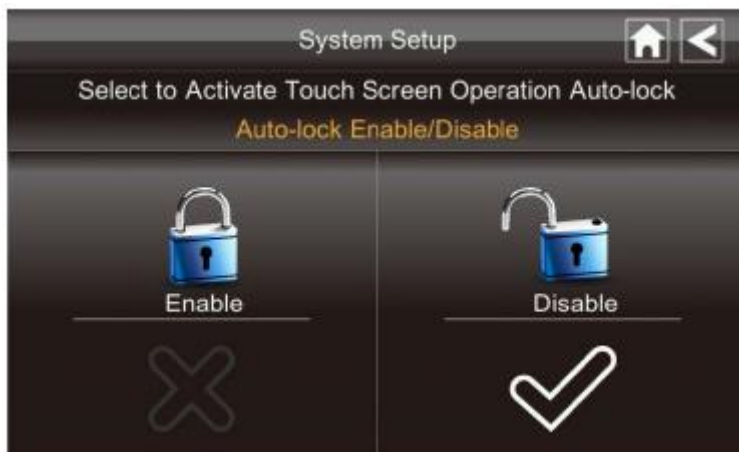 System Setup
Select to Activate Touch Screen Operation Auto-lock
Auto-lock Enable/Disable
Enable
Disable